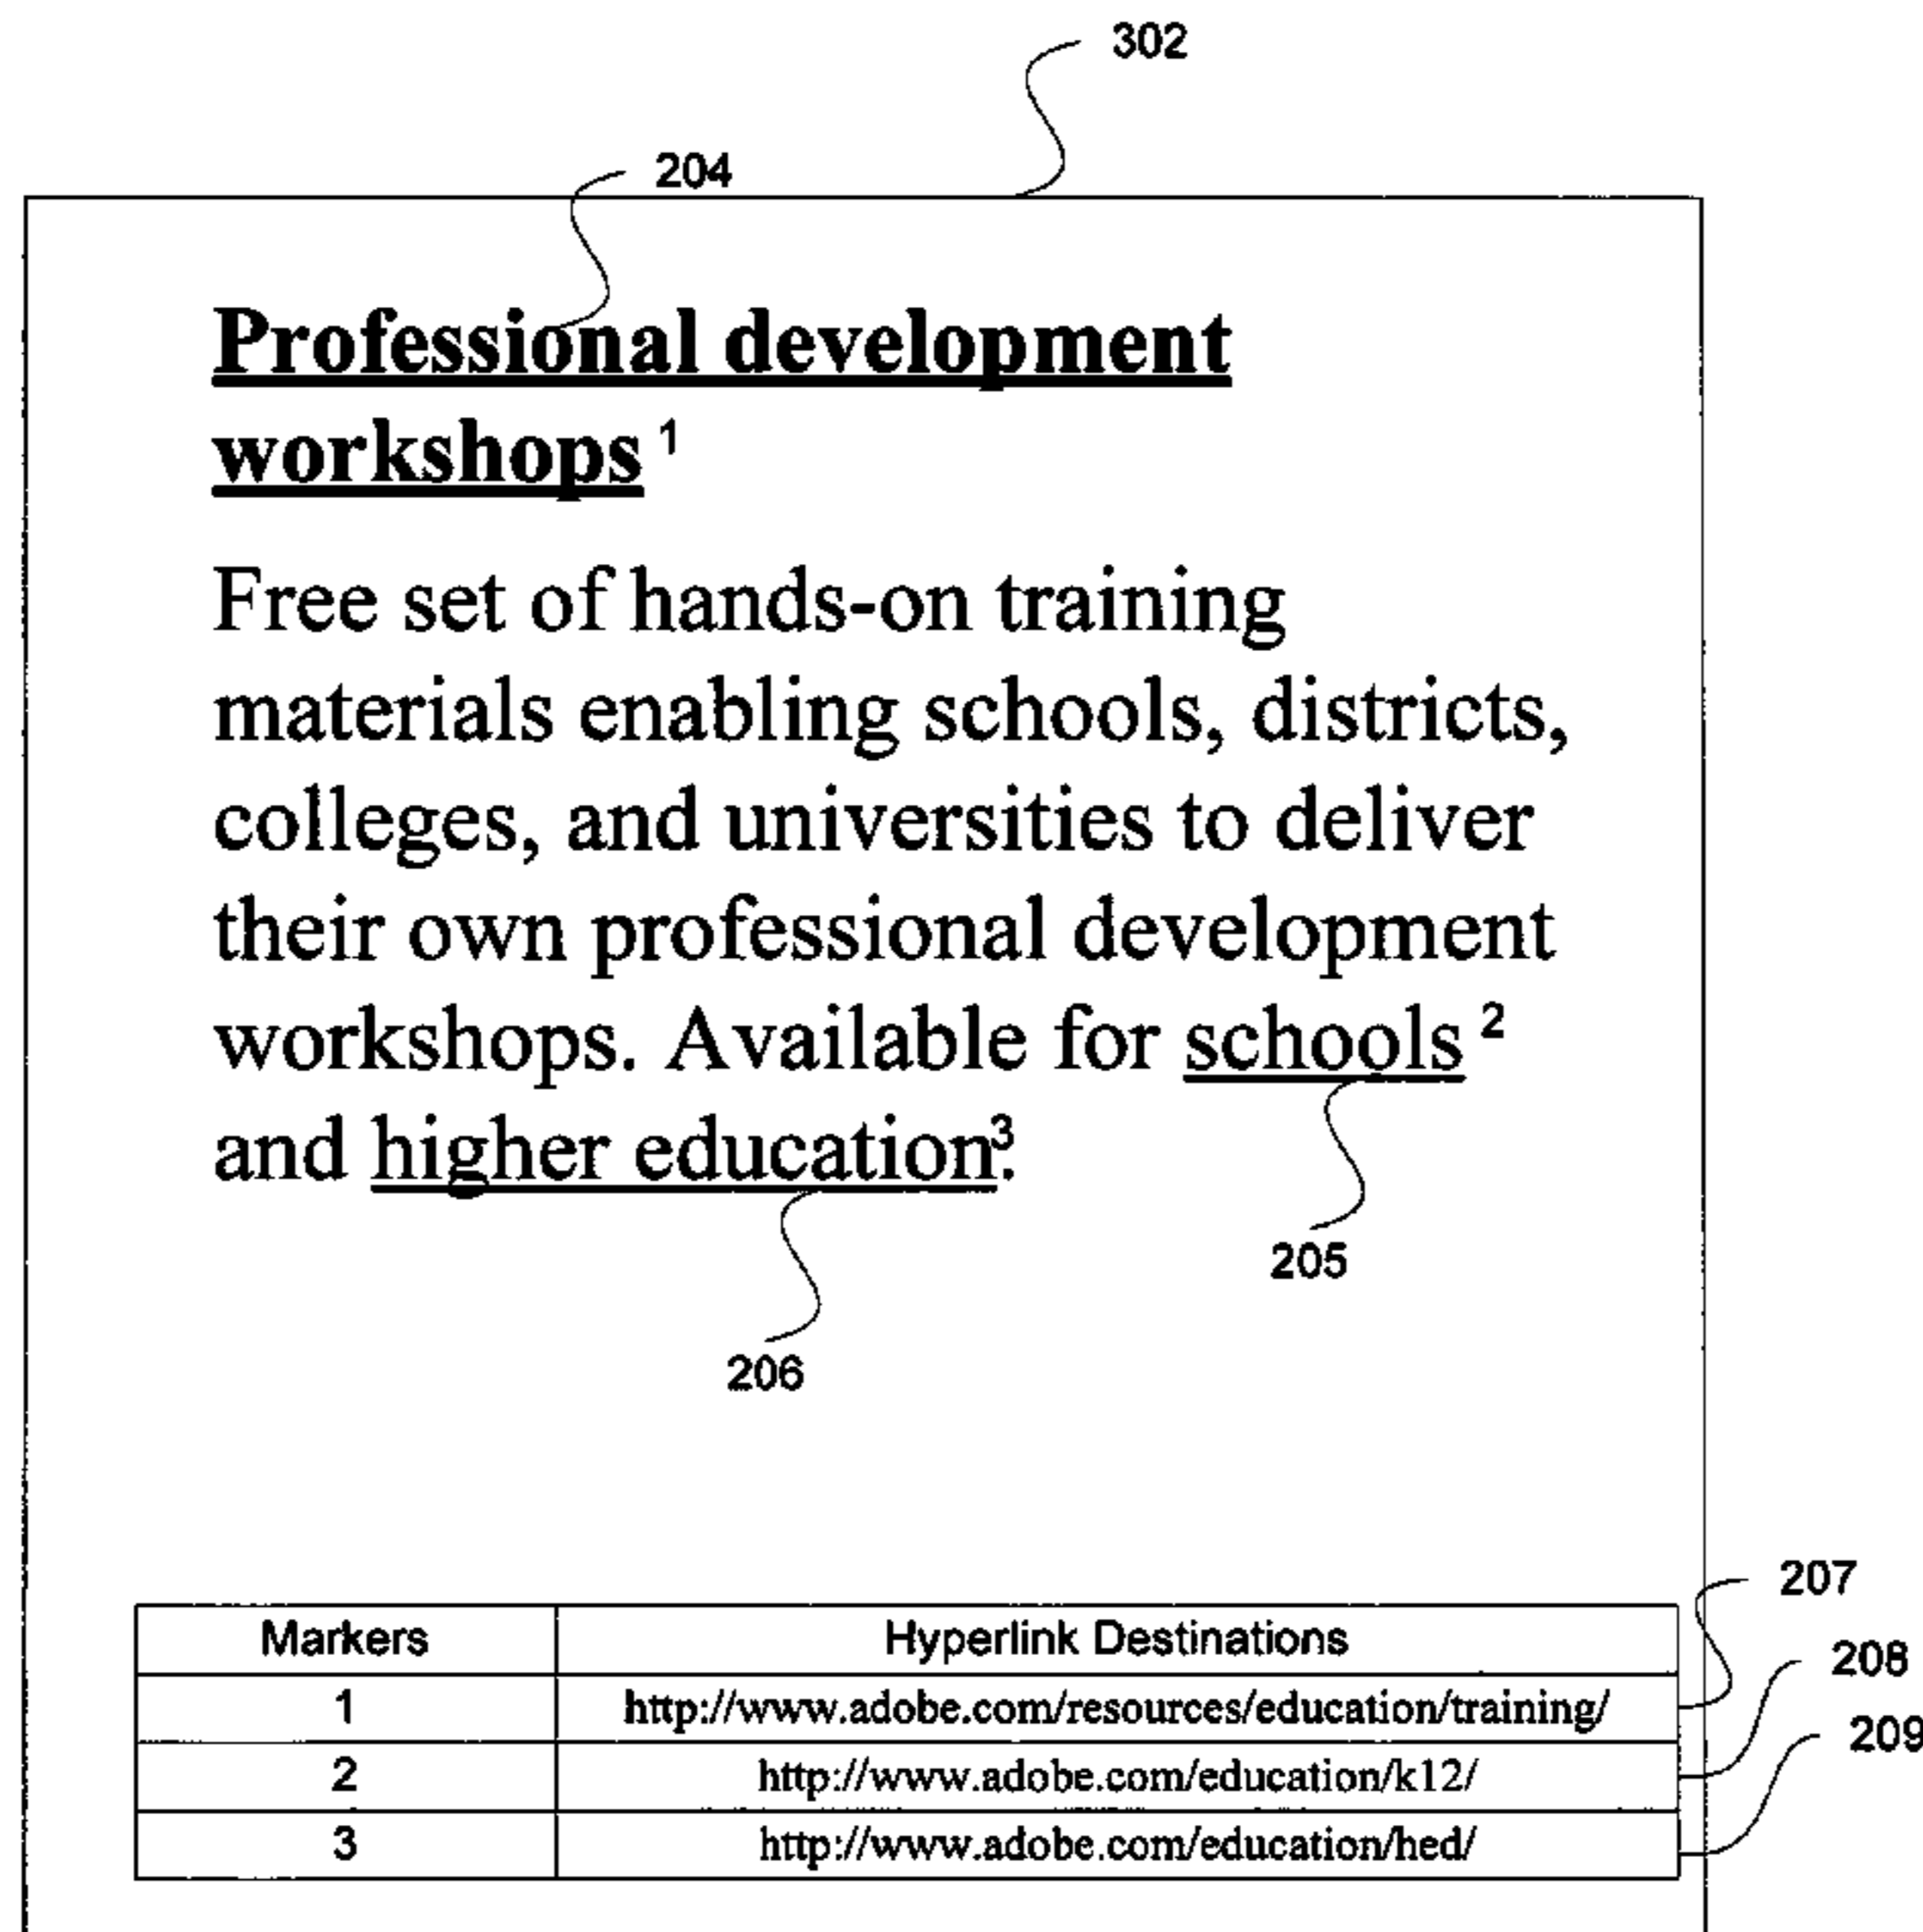 302
204
Professional development
workshops 1
Free set of hands-on training
materials enabling schools, districts,
colleges, and universities to deliver
their own professional development
workshops. Available for schools 2
and higher education3.
205
206
207
Markers Hyperlink Destinations
208
1 http://www.adobe.com/resources/education/training/
209
2 http://www.adobe.com/education/k12/
3 http://www.adobe.com/education/hed/